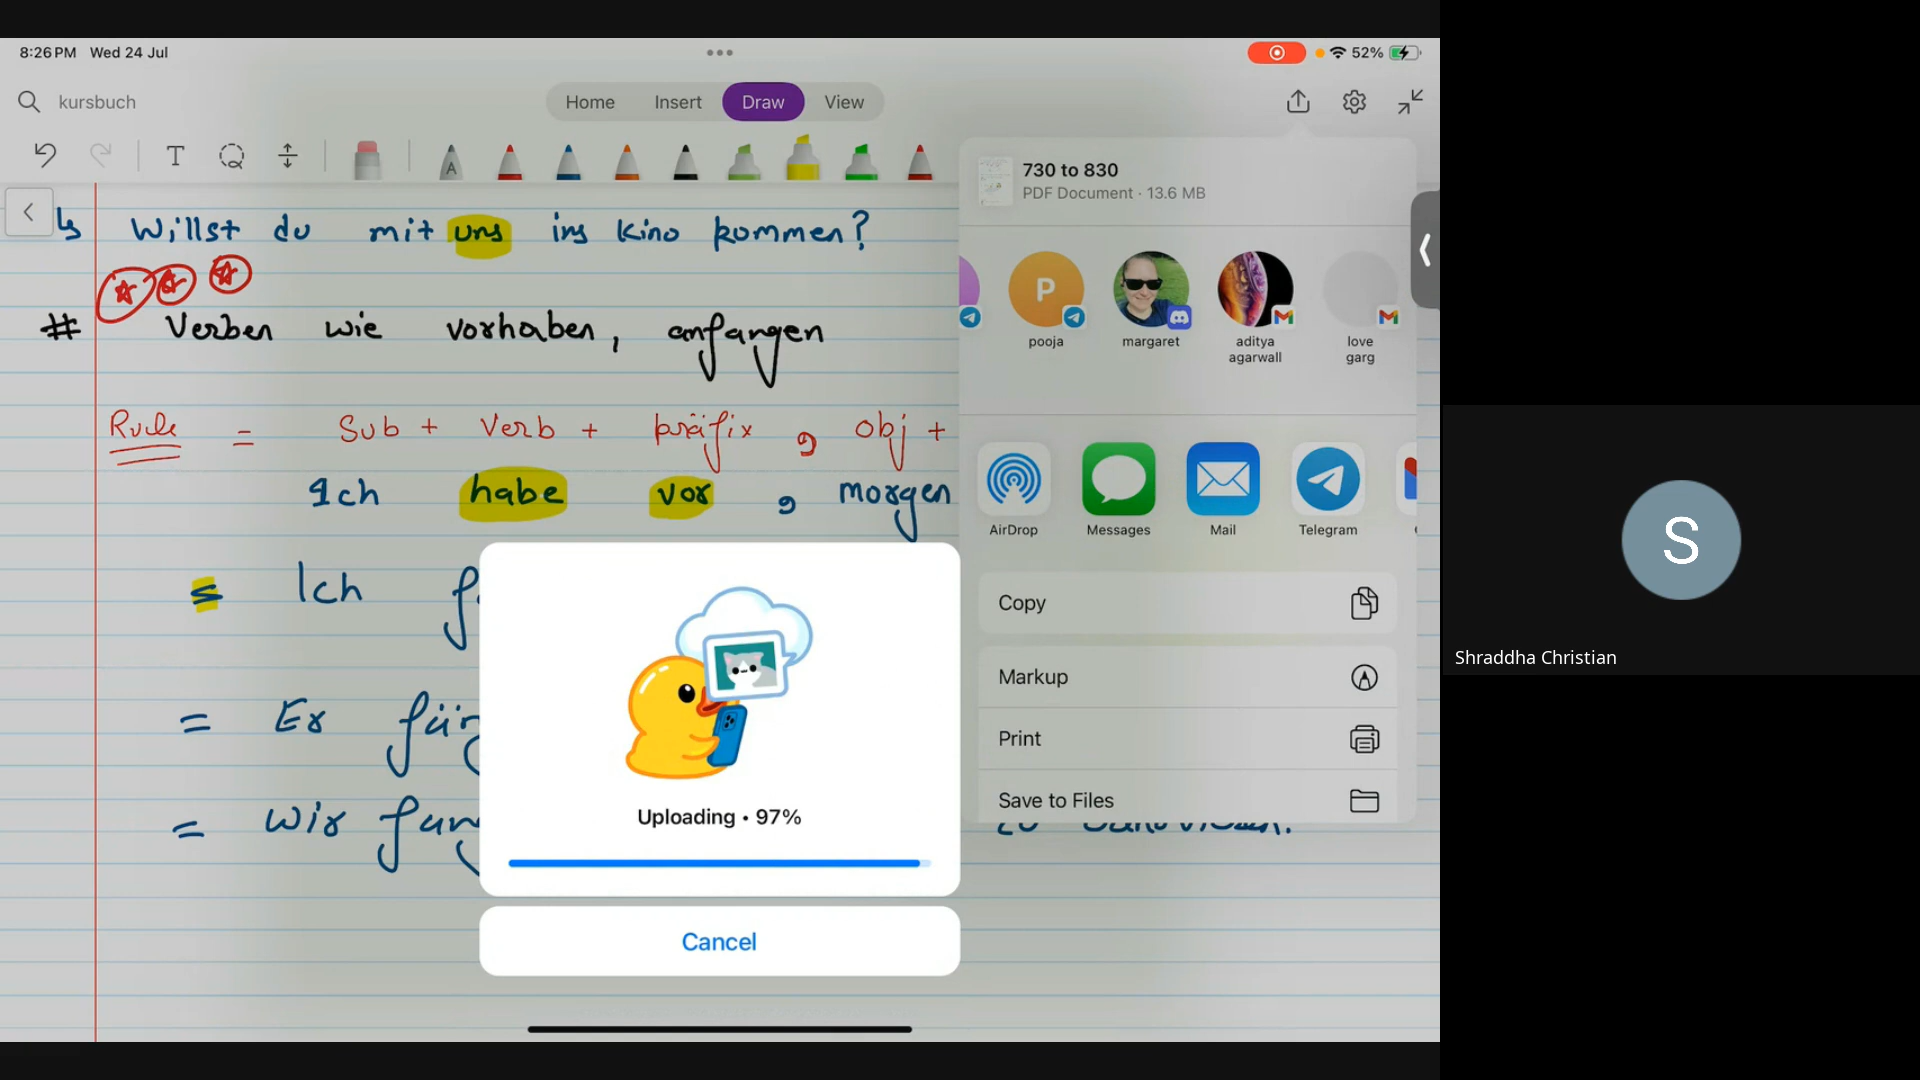 8:26 PM Wed 24 Jul
52%
kursbuch
Home Insert Draw View
T
A
730 to 830
PDF Document · 13.6 MB
↳ Willst du mit uns ins Kino kommen?
P
pooja
margaret
aditya agarwall
love garg
# Verben wie vorhaben, anfangen
Rule = Sub + Verb + präfix , obj +
Ich habe vor , morgen
AirDrop
Messages
Mail
Telegram
= Ich
Copy
Markup
= Er
Print
Save to Files
= Wir
zu
Uploading · 97%
Cancel
S
Shraddha Christian